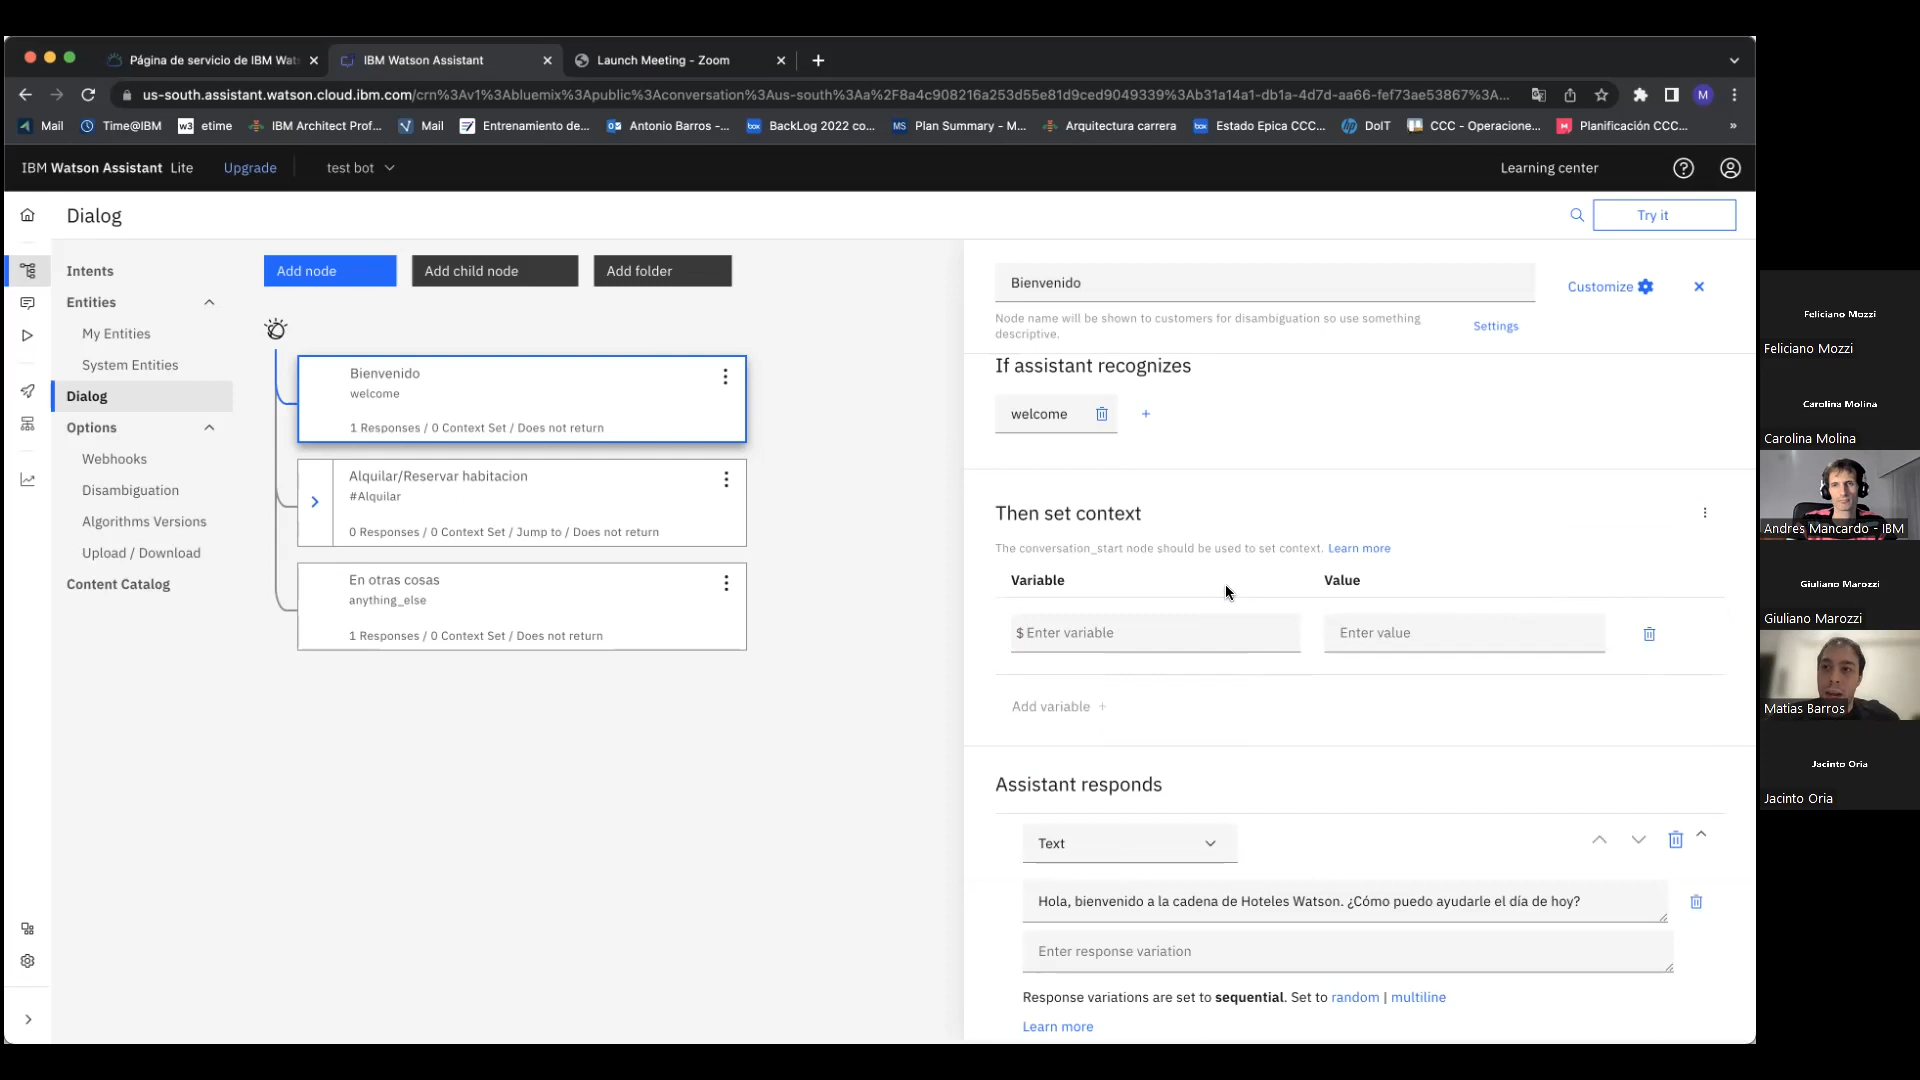 Página de servicio de IBM Wat
IBM Watson Assistant
Launch Meeting - Zoom
us-south.assistant.watson.cloud.ibm.com/crn%3Av1%3Abluemix%3Apublic%3Aconversation%3Aus-south%3Aa%2F8a4c908216a253d55e81d9ced9049339%3Ab31a14a1-db1a-4d7d-aa66-fef73ae53867%3A...
M
Mail
Time@IBM
w3 etime
IBM Architect Prof...
Mail
Entrenamiento de...
Antonio Barros -...
box BackLog 2022 co...
MS Plan Summary - M...
Arquitectura carrera
box Estado Epica CCC...
DoIT
CCC - Operacione...
Planificación CCC...
»
IBM Watson Assistant Lite
Upgrade
test bot
Learning center
Dialog
Try it
Intents
Entities
My Entities
System Entities
Dialog
Options
Webhooks
Disambiguation
Algorithms Versions
Upload / Download
Content Catalog
Add node
Add child node
Add folder
Bienvenido
welcome
1 Responses / 0 Context Set / Does not return
Alquilar/Reservar habitacion
#Alquilar
0 Responses / 0 Context Set / Jump to / Does not return
En otras cosas
anything_else
1 Responses / 0 Context Set / Does not return
Bienvenido
Customize
Node name will be shown to customers for disambiguation so use something
descriptive.
Settings
If assistant recognizes
welcome
Then set context
The conversation_start node should be used to set context. Learn more
Variable
Value
$ Enter variable
Enter value
Add variable +
Assistant responds
Text
Hola, bienvenido a la cadena de Hoteles Watson. ¿Cómo puedo ayudarle el día de hoy?
Enter response variation
Response variations are set to sequential. Set to random | multiline
Learn more
Feliciano Mozzi
Feliciano Mozzi
Carolina Molina
Carolina Molina
Andres Mancardo - IBM
Giuliano Marozzi
Giuliano Marozzi
Matias Barros
Jacinto Oria
Jacinto Oria